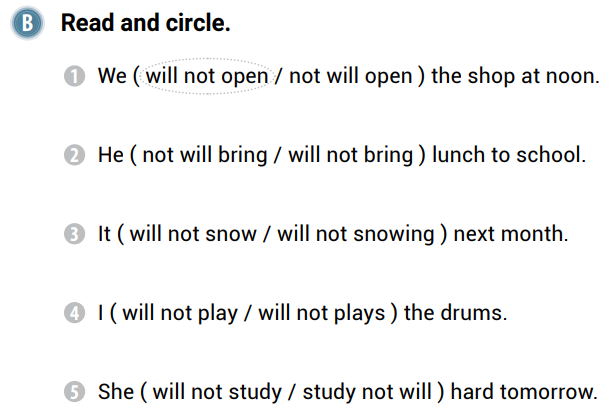 B Read and circle.
1 We ( will not open / not will open ) the shop at noon.
2 He ( not will bring / will not bring ) lunch to school.
3 It ( will not snow / will not snowing ) next month.
4 I ( will not play / will not plays ) the drums.
5 She ( will not study / study not will ) hard tomorrow.